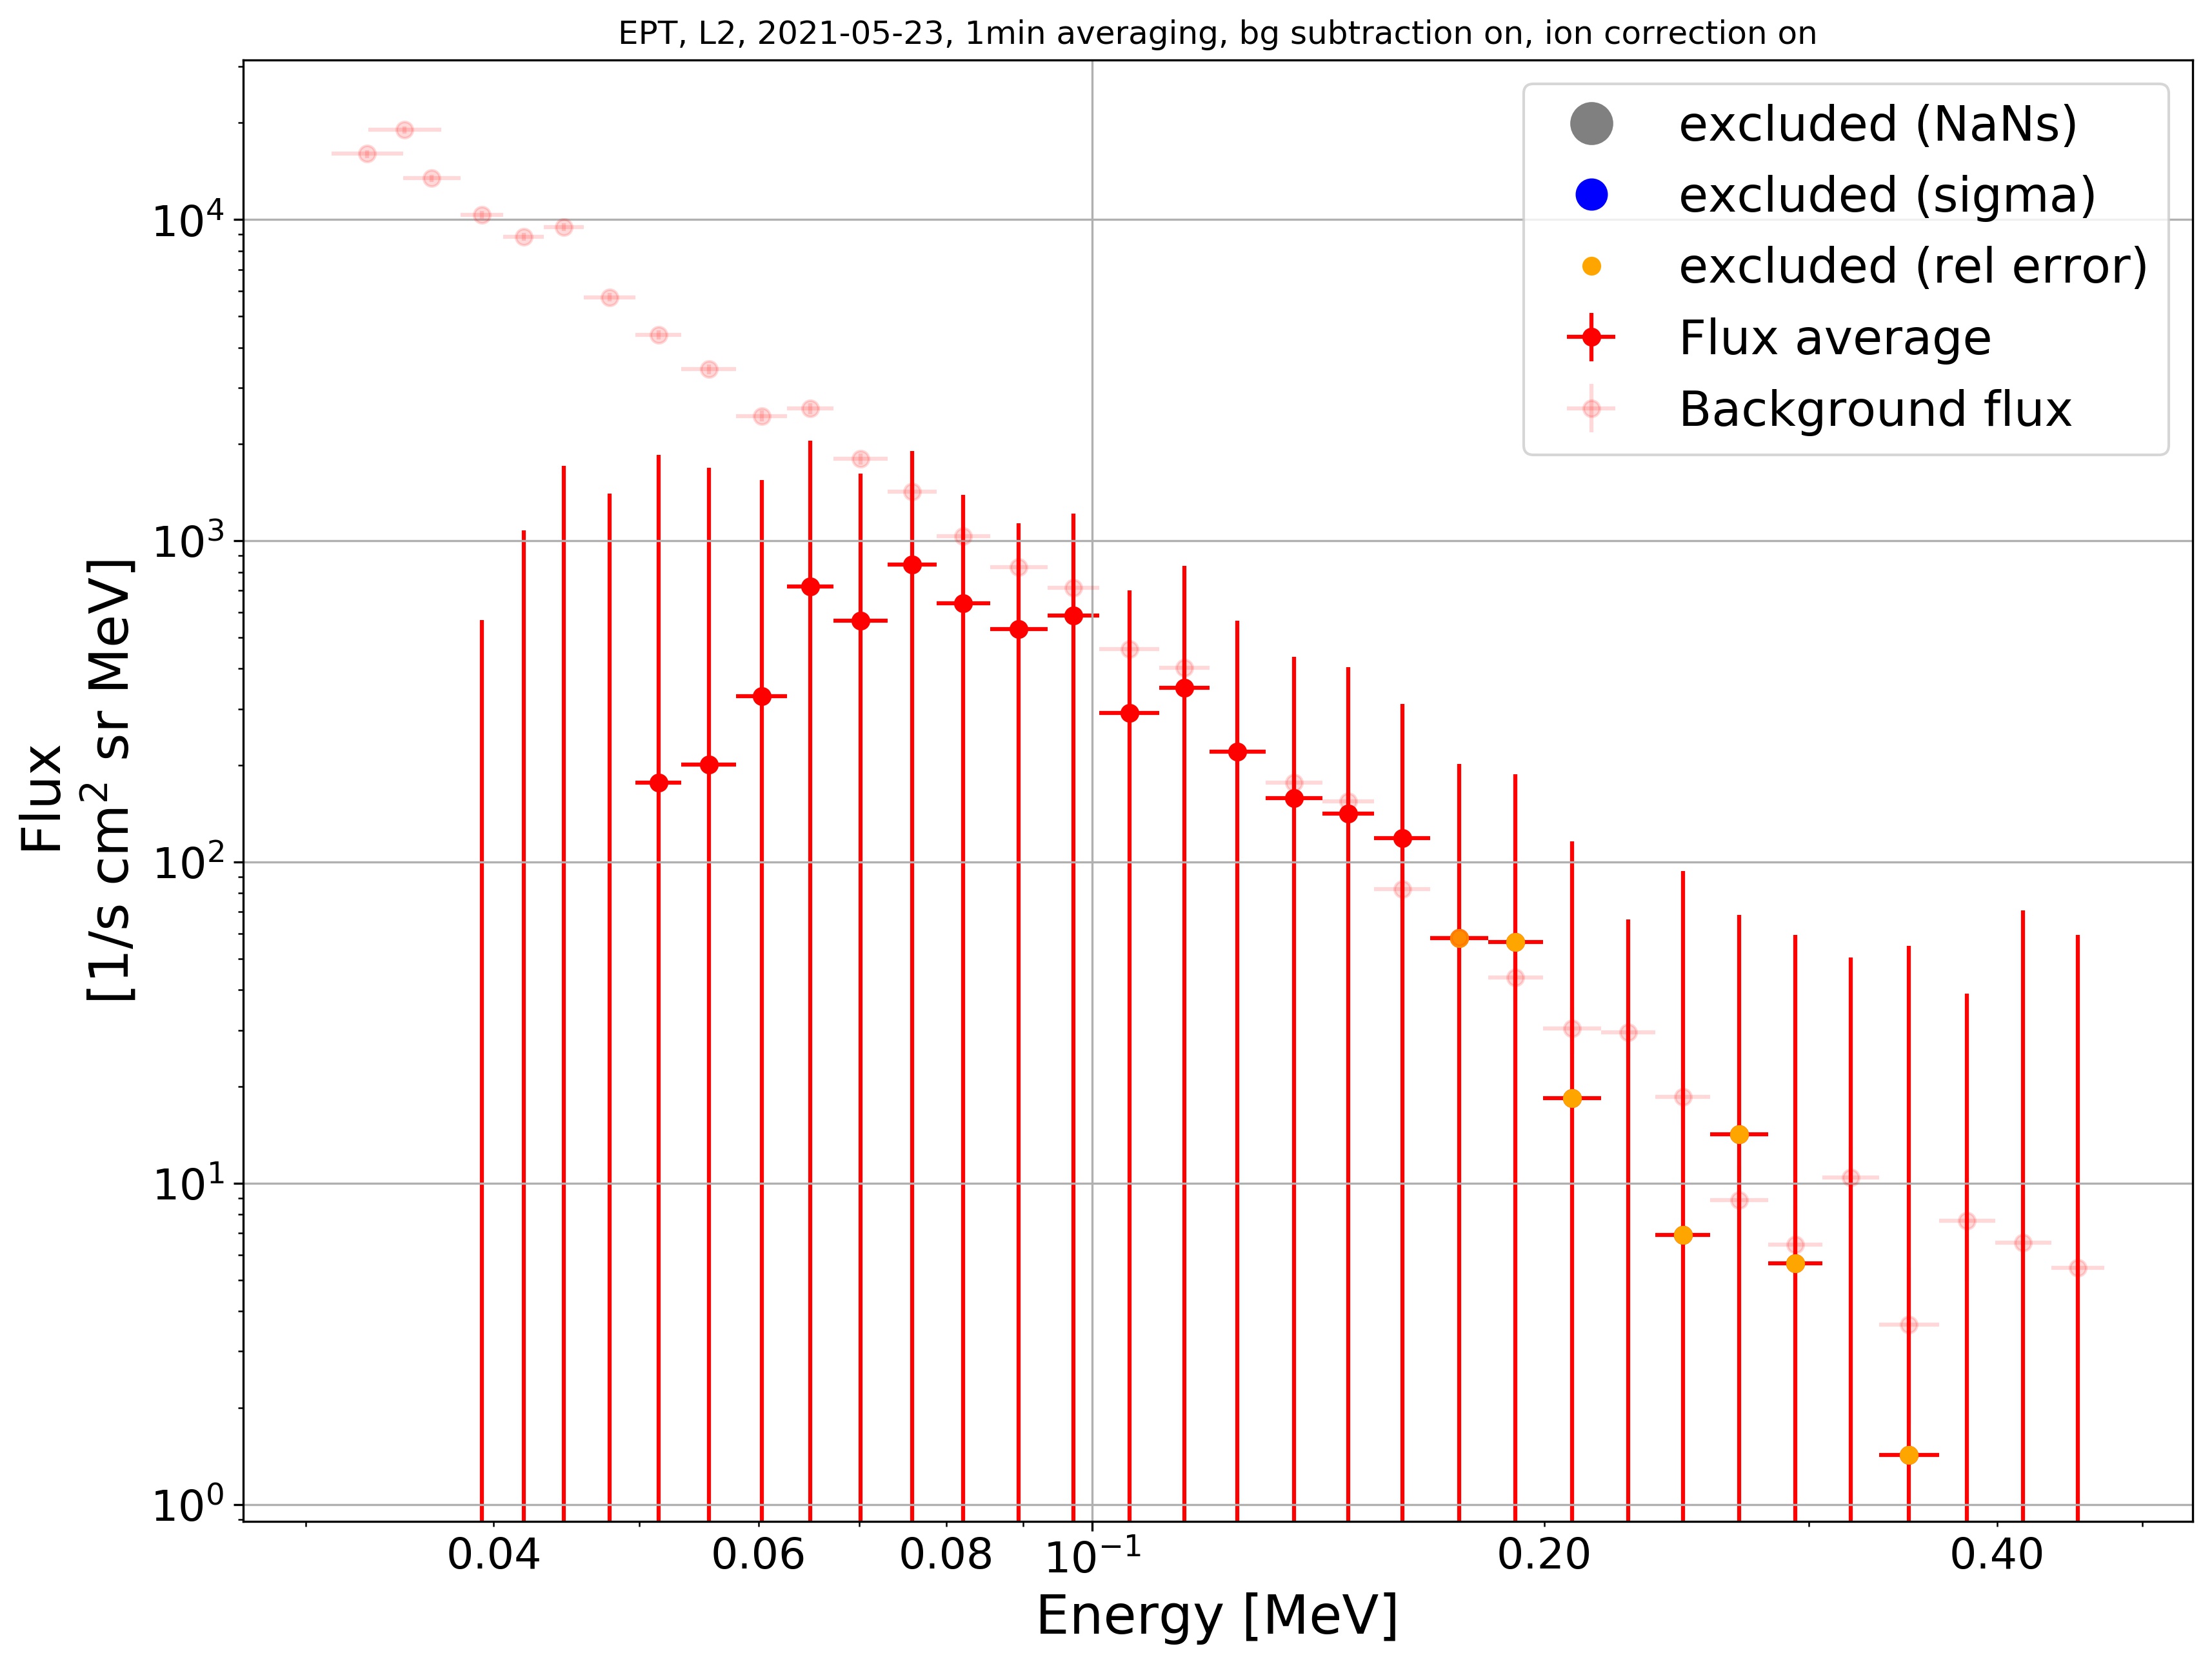 EPT, L2, 2021-05-23, 1min averaging, bg subtraction on, ion correction on
excluded (NaNs)
excluded (sigma)
excluded (rel error)
Flux average
Background flux
10⁴
10³
10²
10¹
10⁰
Flux
[1/s cm² sr MeV]
0.04 0.06 0.08 10⁻¹ 0.20 0.40
Energy [MeV]